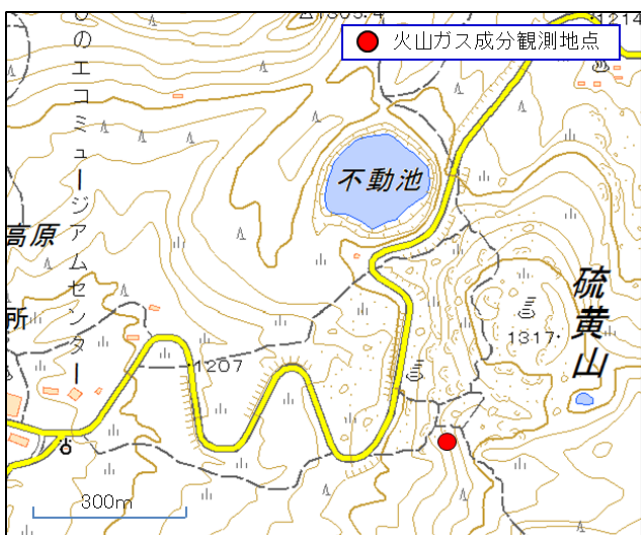 火山ガス成分観測地点
1214
びのエコミュージアムセンター
不動池
高原
所
硫黄山
1317
1207
300m